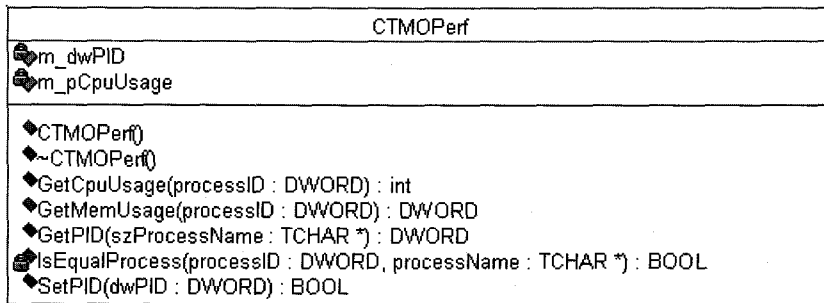 CTMOPerf
m_dwPID
m_pCpuUsage
CTMOPerf()
~CTMOPerf()
GetCpuUsage(processID : DWORD) : int
GetMemUsage(processID : DWORD) : DWORD
GetPID(szProcessName : TCHAR *) : DWORD
IsEqualProcess(processID : DWORD, processName : TCHAR *) : BOOL
SetPID(dwPID : DWORD) : BOOL